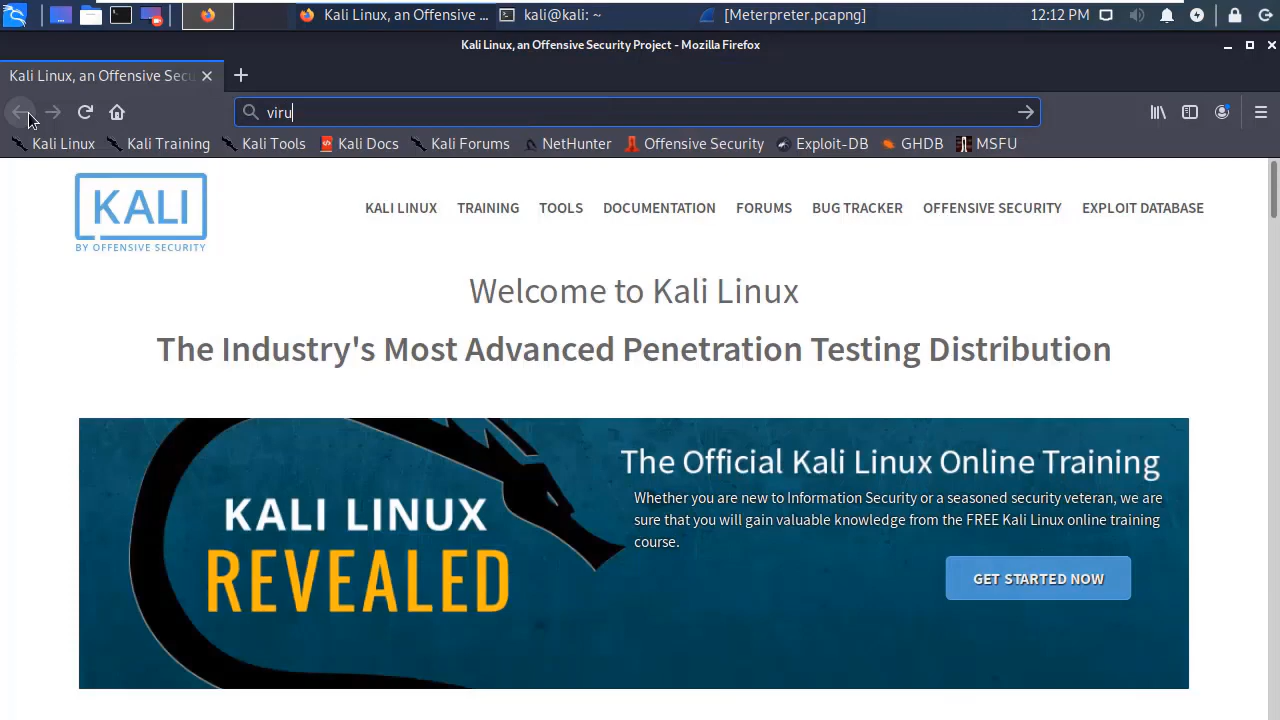 Kali Linux, an Offensive ... kali@kali: ~ [Meterpreter.pcapng] 12:12 PM
Kali Linux, an Offensive Security Project - Mozilla Firefox
Kali Linux, an Offensive Secu
viru
Kali Linux Kali Training Kali Tools Kali Docs Kali Forums NetHunter Offensive Security Exploit-DB GHDB MSFU
KALI
BY OFFENSIVE SECURITY
KALI LINUX TRAINING TOOLS DOCUMENTATION FORUMS BUG TRACKER OFFENSIVE SECURITY EXPLOIT DATABASE
Welcome to Kali Linux
The Industry's Most Advanced Penetration Testing Distribution
KALI LINUX
REVEALED
The Official Kali Linux Online Training
Whether you are new to Information Security or a seasoned security veteran, we are
sure that you will gain valuable knowledge from the FREE Kali Linux online training
course.
GET STARTED NOW